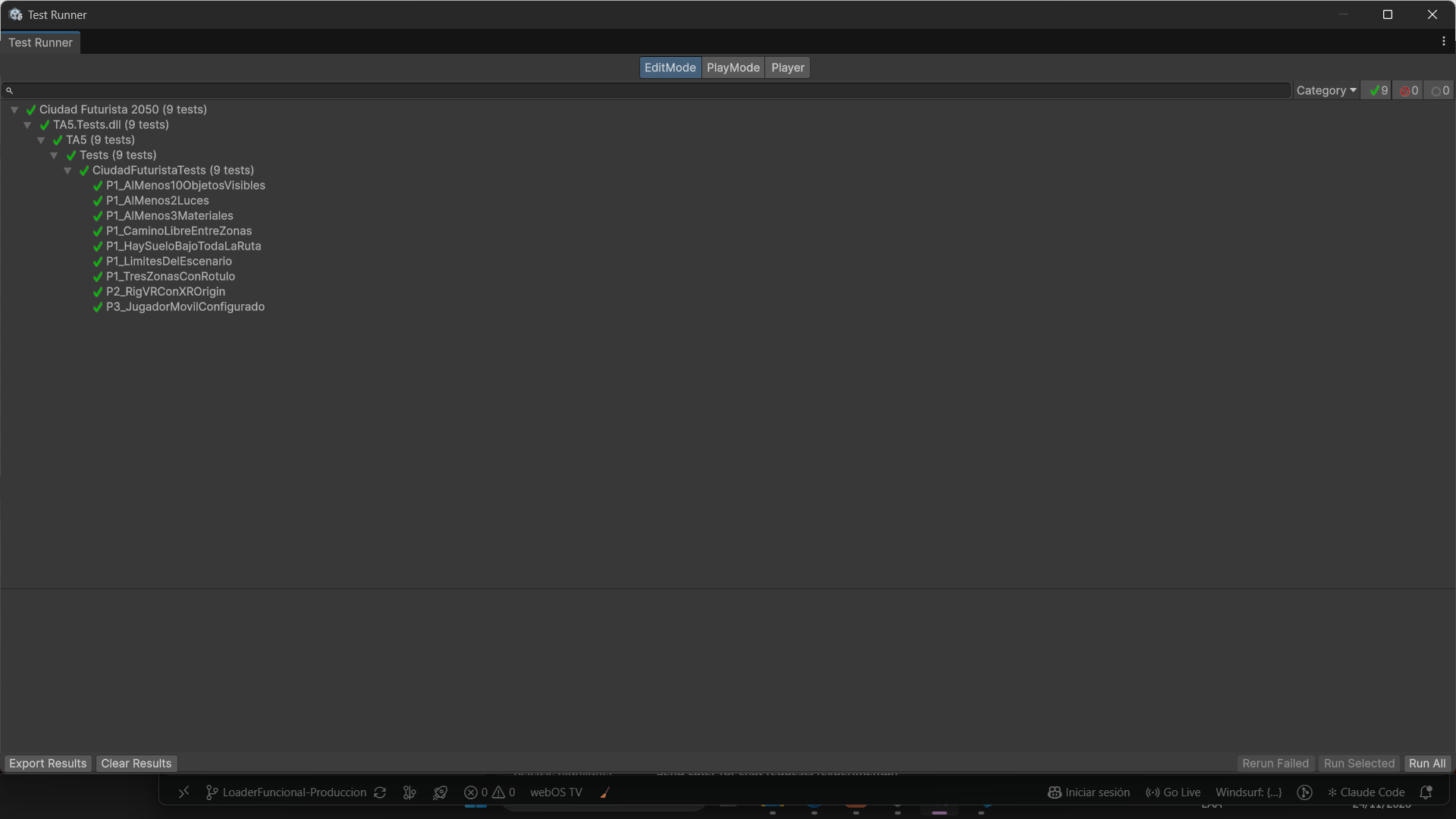 Test Runner
Test Runner
EditMode PlayMode Player
Category 9 0 0
Ciudad Futurista 2050 (9 tests)
TA5.Tests.dll (9 tests)
TA5 (9 tests)
Tests (9 tests)
CiudadFuturistaTests (9 tests)
P1_AlMenos10ObjetosVisibles
P1_AlMenos2Luces
P1_AlMenos3Materiales
P1_CaminoLibreEntreZonas
P1_HaySueloBajoTodaLaRuta
P1_LimitesDelEscenario
P1_TresZonasConRotulo
P2_RigVRConXROrigin
P3_JugadorMovilConfigurado
Export Results Clear Results Rerun Failed Run Selected Run All
LoaderFuncional-Produccion 0 0 webOS TV Iniciar sesión Go Live Windsurf: {...} Claude Code